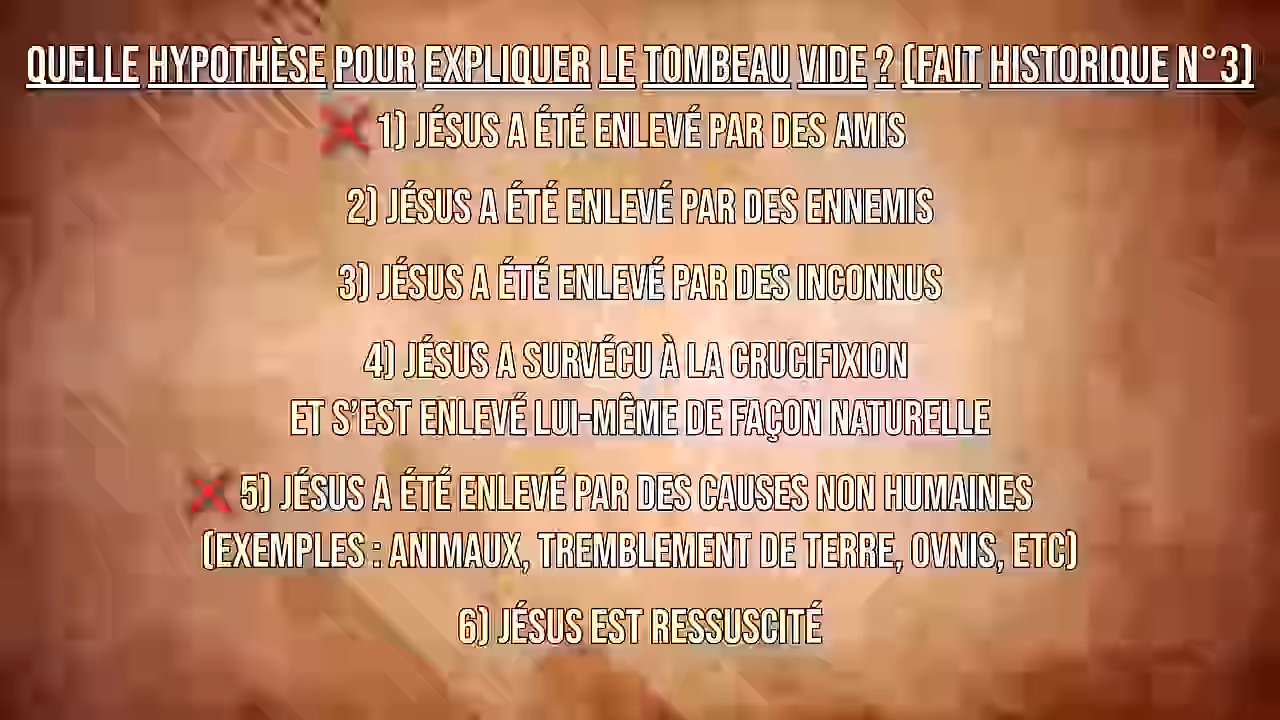 QUELLE HYPOTHÈSE POUR EXPLIQUER LE TOMBEAU VIDE ? (FAIT HISTORIQUE N°3)
❌ 1) JÉSUS A ÉTÉ ENLEVÉ PAR DES AMIS
2) JÉSUS A ÉTÉ ENLEVÉ PAR DES ENNEMIS
3) JÉSUS A ÉTÉ ENLEVÉ PAR DES INCONNUS
4) JÉSUS A SURVÉCU À LA CRUCIFIXION
ET S'EST ENLEVÉ LUI-MÊME DE FAÇON NATURELLE
❌ 5) JÉSUS A ÉTÉ ENLEVÉ PAR DES CAUSES NON HUMAINES
(EXEMPLES : ANIMAUX, TREMBLEMENT DE TERRE, OVNIS, ETC)
6) JÉSUS EST RESSUSCITÉ